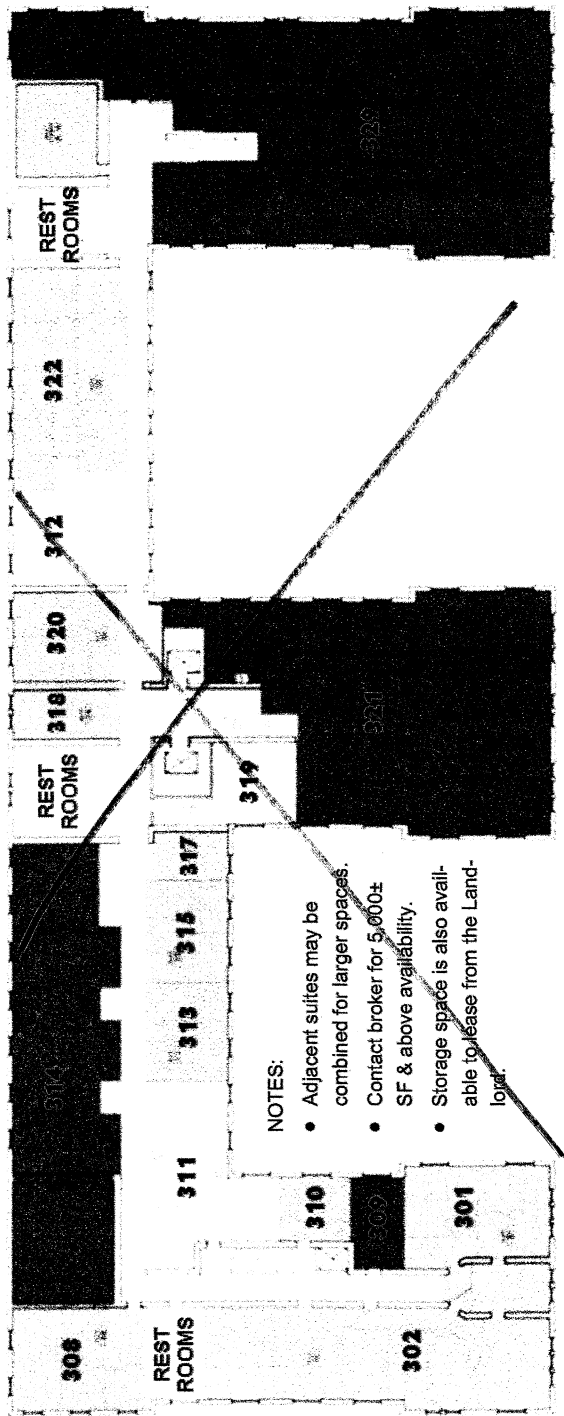 308
314
REST
ROOMS
318
320
312
322
REST
ROOMS
REST
ROOMS
311
313
315
317
319
310
309
321
302
301
NOTES:
• Adjacent suites may be
combined for larger spaces.
• Contact broker for 5,000±
SF & above availability.
• Storage space is also avail-
able to lease from the Land-
lord.